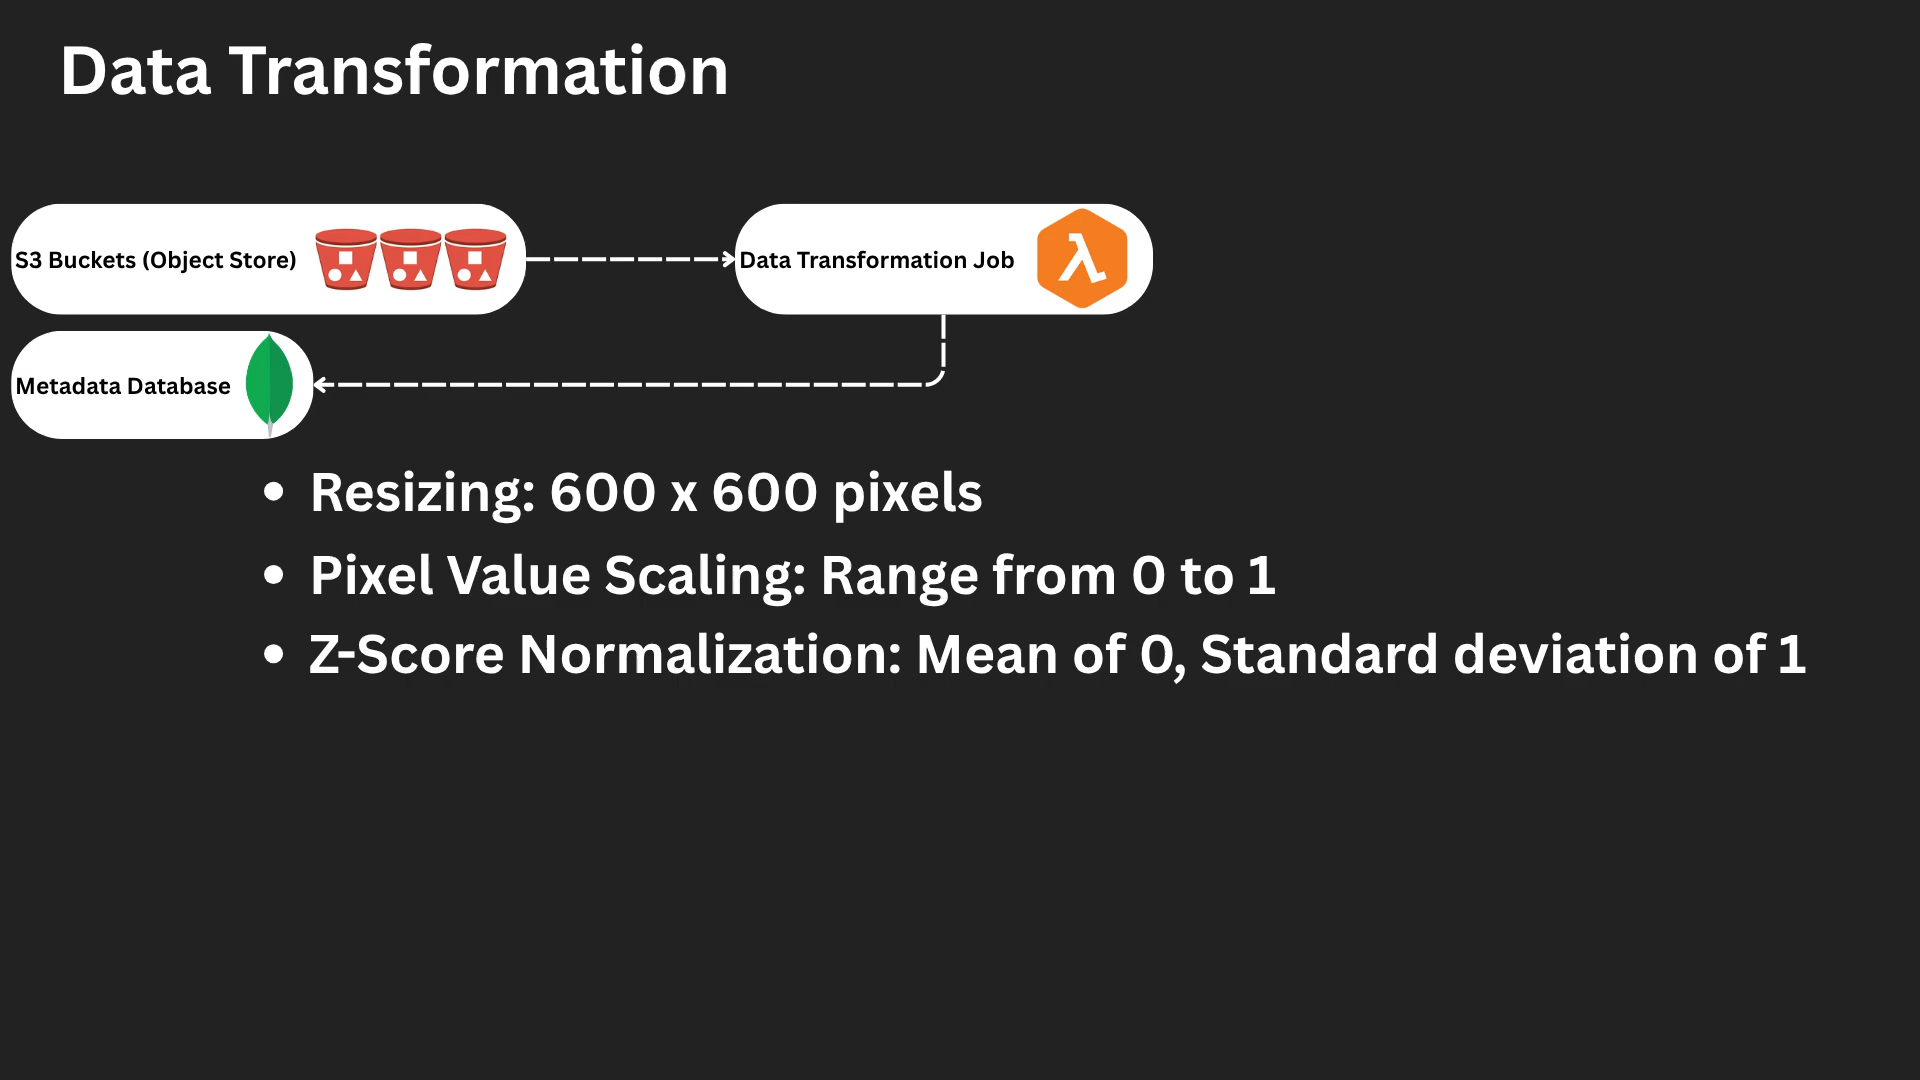 Data Transformation
S3 Buckets (Object Store)
Data Transformation Job
Metadata Database
• Resizing: 600 x 600 pixels
• Pixel Value Scaling: Range from 0 to 1
• Z-Score Normalization: Mean of 0, Standard deviation of 1